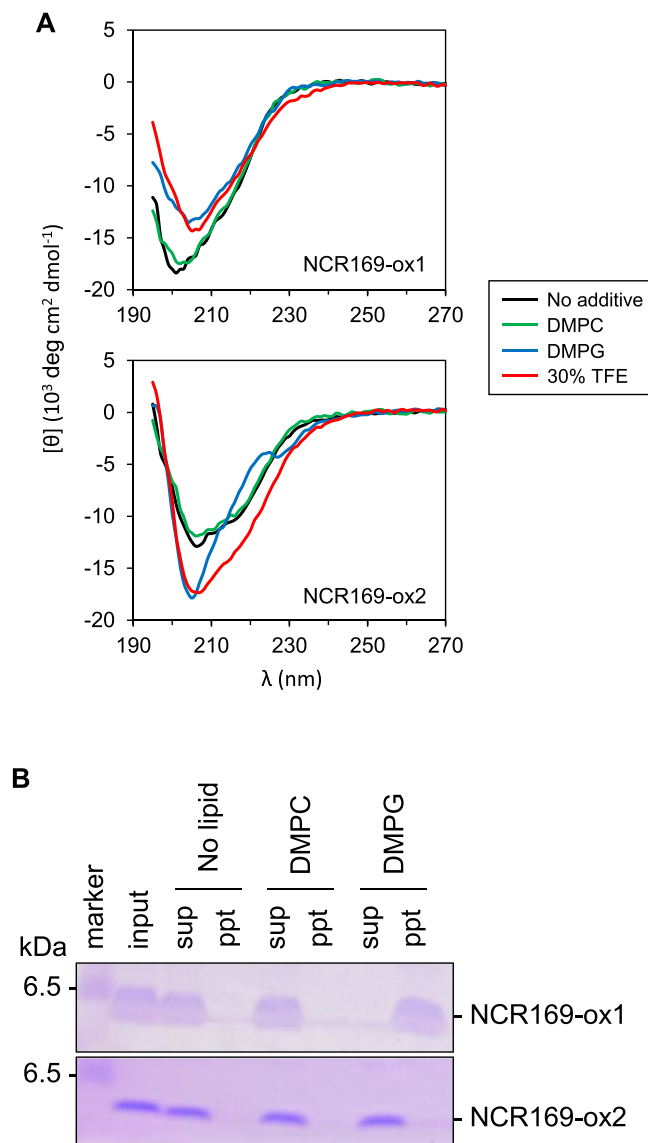 A
5
0
-5
-10
-15
-20
190 210 230 250 270
NCR169-ox1
No additive
DMPC
DMPG
30% TFE
[θ] (10³ deg cm² dmol⁻¹)
5
0
-5
-10
-15
-20
190 210 230 250 270
NCR169-ox2
λ (nm)
B
No lipid DMPC DMPG
marker input sup ppt sup ppt sup ppt
kDa
6.5
NCR169-ox1
6.5
NCR169-ox2